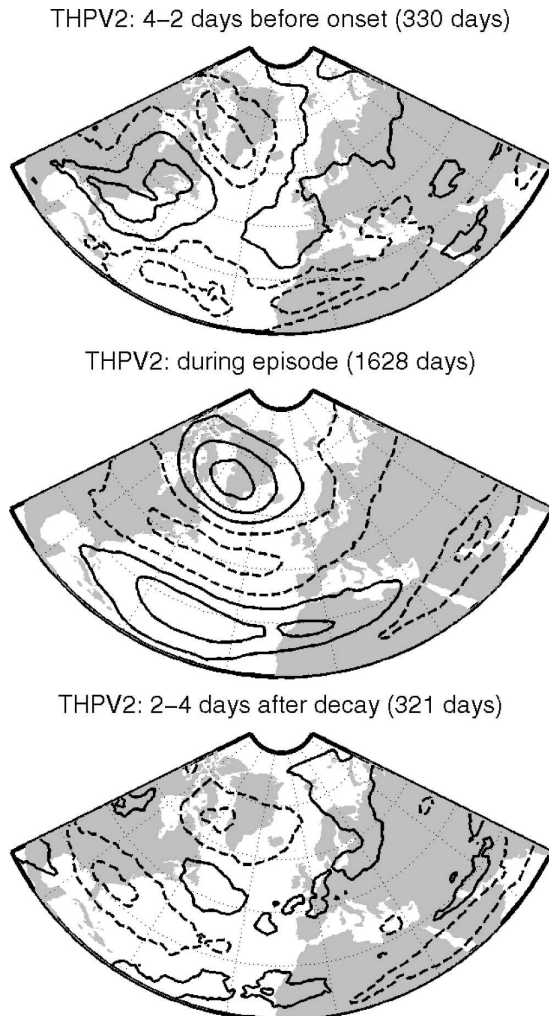 THPV2: 4–2 days before onset (330 days)
THPV2: during episode (1628 days)
THPV2: 2–4 days after decay (321 days)